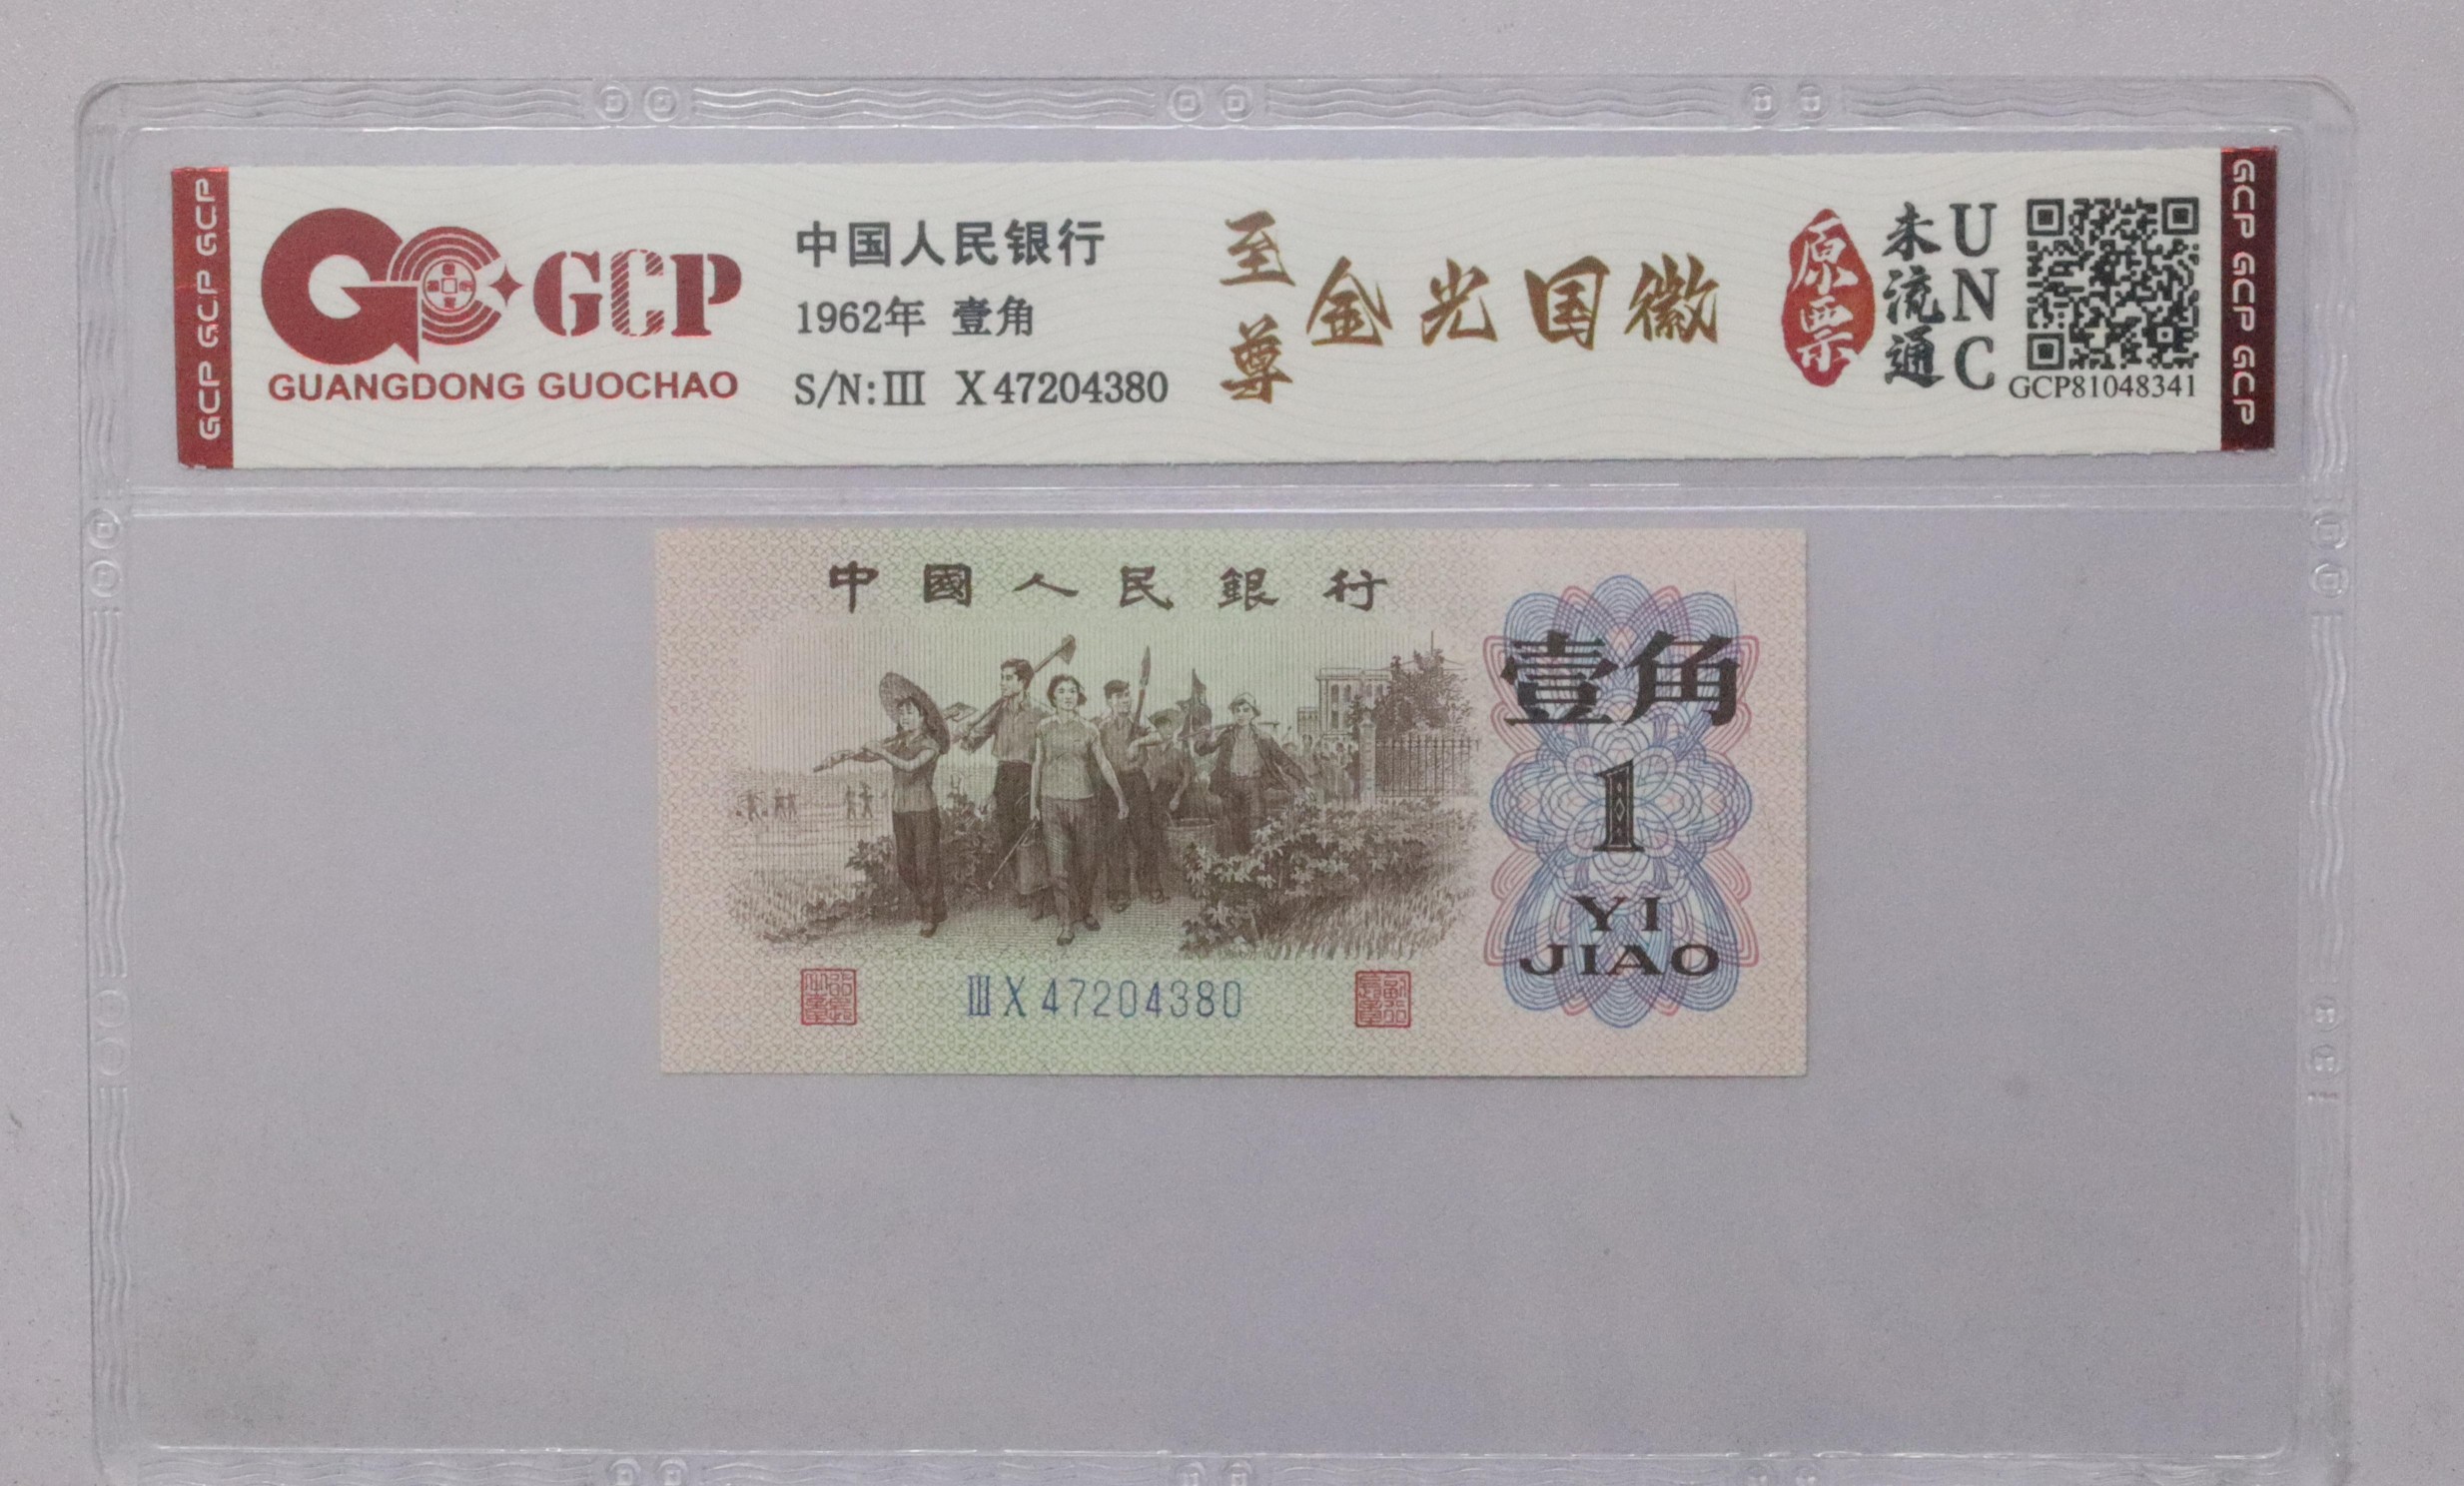 GCP GCP GCP
GCP
GUANGDONG GUOCHAO
中国人民银行
1962年 壹角
S/N:Ⅲ X47204380
至尊
金光国徽
原票
未流通
UNC
GCP81048341
GCP GCP GCP
中國人民銀行
壹角
1
YI
JIAO
ⅢX47204380